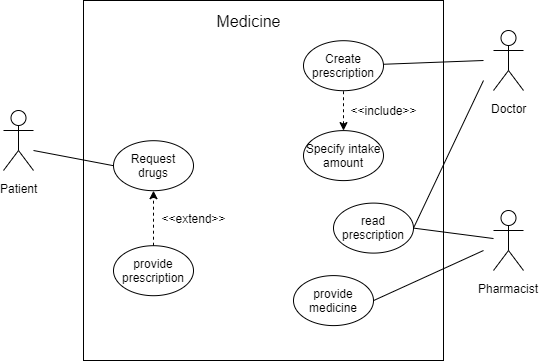 Medicine
Create
prescription
<<include>>
Specify intake
amount
Doctor
Request
drugs
Patient
<<extend>>
read
prescription
provide
prescription
provide
medicine
Pharmacist